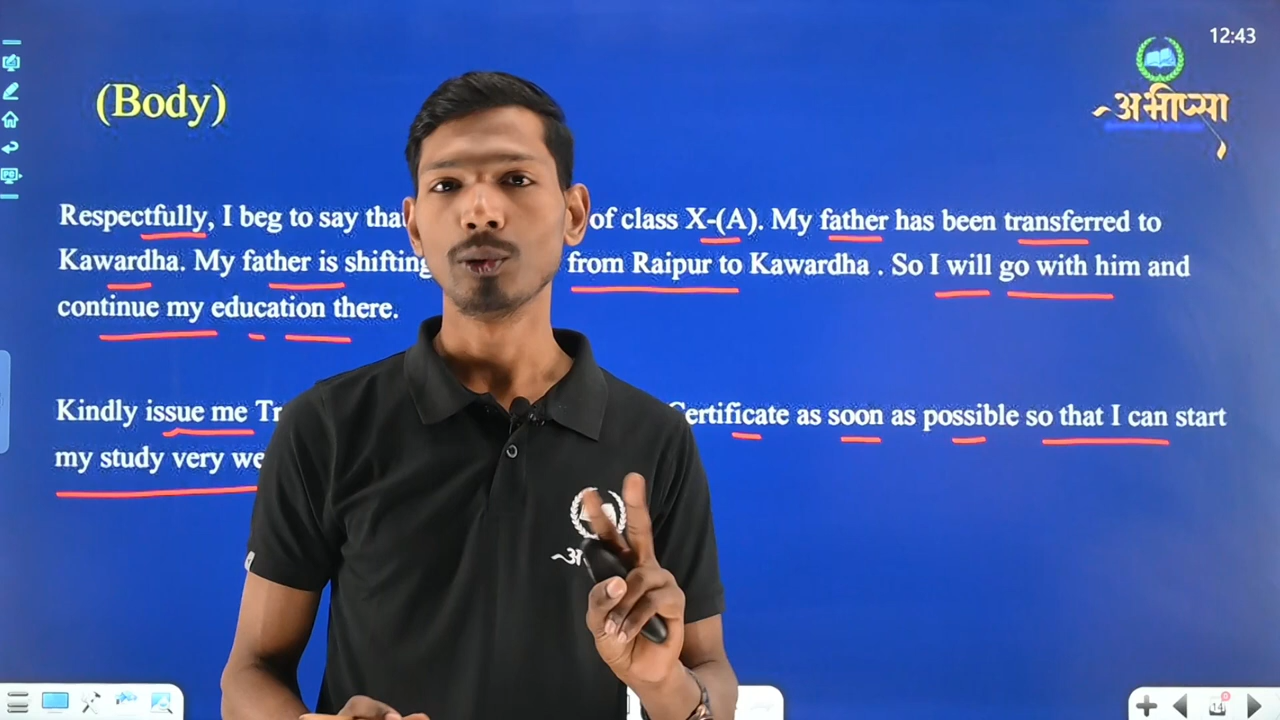 12:43
अभीप्सा
(Body)
Respectfully, I beg to say that of class X-(A). My father has been transferred to
Kawardha. My father is shifting from Raipur to Kawardha . So I will go with him and
continue my education there.
Kindly issue me Certificate as soon as possible so that I can start
my study very
14